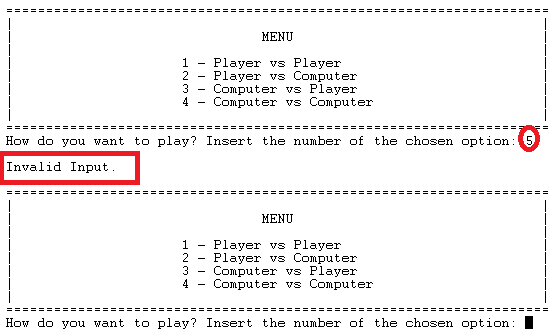 MENU
1 - Player vs Player
2 - Player vs Computer
3 - Computer vs Player
4 - Computer vs Computer
How do you want to play? Insert the number of the chosen option: 5
Invalid Input.
MENU
1 - Player vs Player
2 - Player vs Computer
3 - Computer vs Player
4 - Computer vs Computer
How do you want to play? Insert the number of the chosen option: